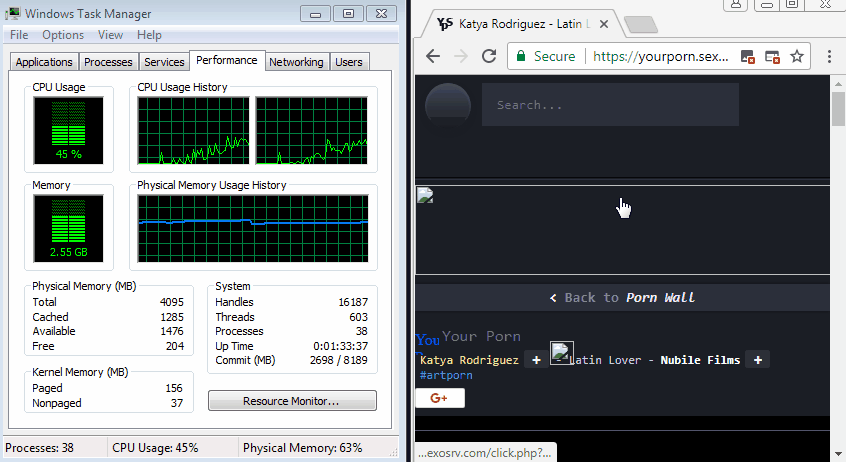 Windows Task Manager
File Options View Help
Applications Processes Services Performance Networking Users
CPU Usage
45 %
CPU Usage History
Memory
2.55 GB
Physical Memory Usage History
Physical Memory (MB)
Total 4095
Cached 1285
Available 1476
Free 204
Kernel Memory (MB)
Paged 156
Nonpaged 37
System
Handles 16187
Threads 603
Processes 38
Up Time 0:01:33:37
Commit (MB) 2698 / 8189
Resource Monitor...
Processes: 38 CPU Usage: 45% Physical Memory: 63%
Katya Rodriguez - Latin L
Secure https://yourporn.sex...
Search...
< Back to Porn Wall
You Your Porn
Katya Rodriguez + Latin Lover - Nubile Films +
#artporn
G+
...exosrv.com/click.php?...